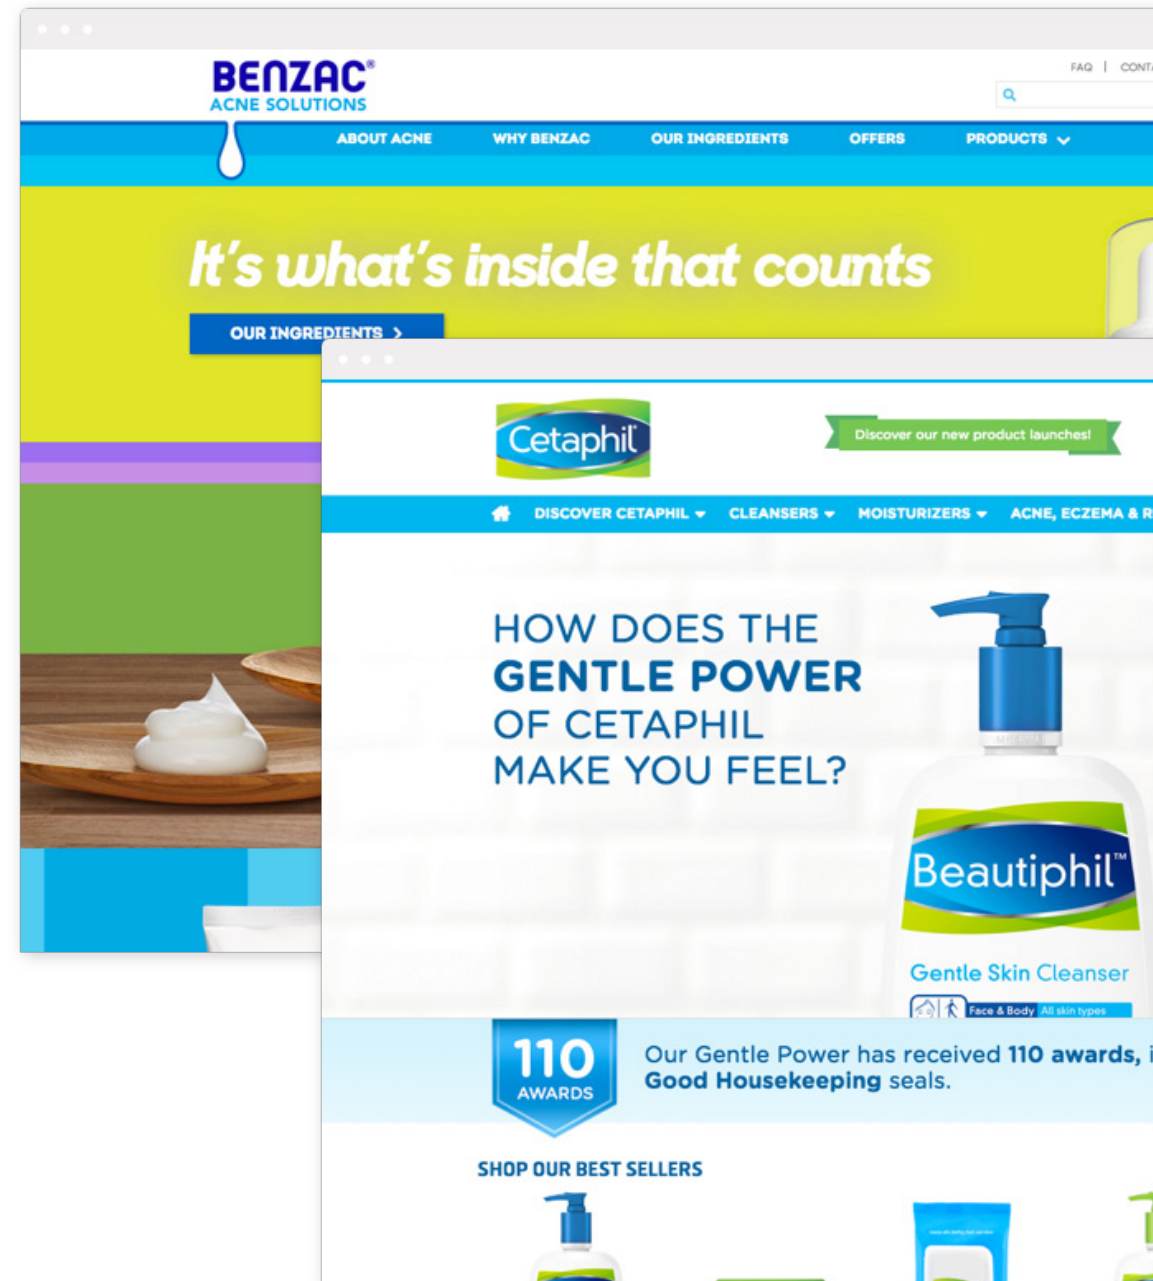 BENZAC®
ACNE SOLUTIONS
FAQ | CONT
ABOUT ACNE WHY BENZAC OUR INGREDIENTS OFFERS PRODUCTS
It's what's inside that counts
OUR INGREDIENTS >
Cetaphil
Discover our new product launches!
DISCOVER CETAPHIL CLEANSERS MOISTURIZERS ACNE, ECZEMA & R
HOW DOES THE
GENTLE POWER
OF CETAPHIL
MAKE YOU FEEL?
Beautiphil™
Gentle Skin Cleanser
Face & Body All skin types
110
AWARDS
Our Gentle Power has received 110 awards, i
Good Housekeeping seals.
SHOP OUR BEST SELLERS